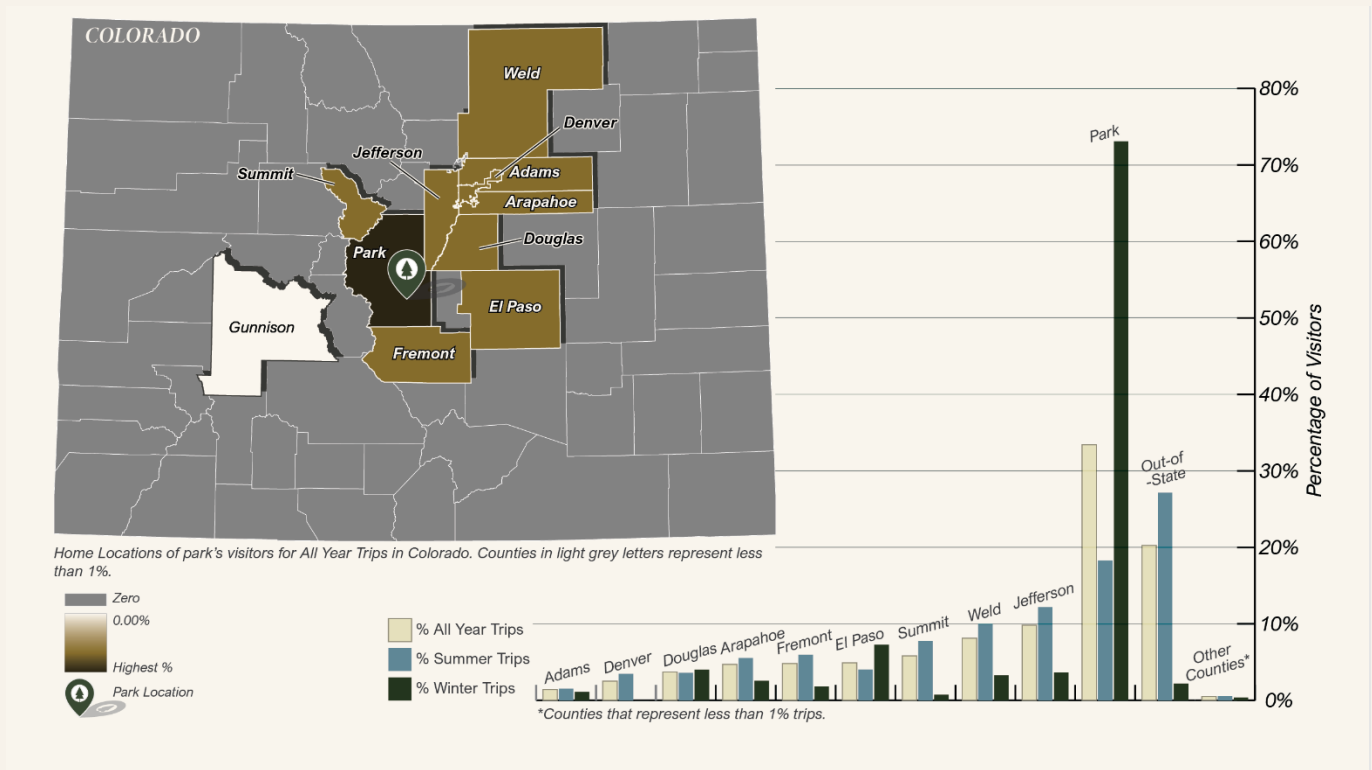 COLORADO
Weld
Denver
Jefferson
Summit
Adams
Arapahoe
Park
Douglas
El Paso
Gunnison
Fremont
Home Locations of park's visitors for All Year Trips in Colorado. Counties in light grey letters represent less
than 1%.
Zero
0.00%
Highest %
Park Location
% All Year Trips
% Summer Trips
% Winter Trips
Adams
Denver
Douglas
Arapahoe
Fremont
El Paso
Summit
Weld
Jefferson
Park
Out-of
-State
Other
Counties*
80%
70%
60%
50%
40%
30%
20%
10%
0%
Percentage of Visitors
*Counties that represent less than 1% trips.